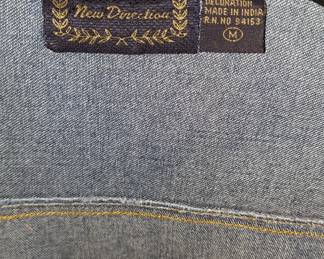 New Direction
DECORATION
MADE IN INDIA
R.N. NO 94153
M